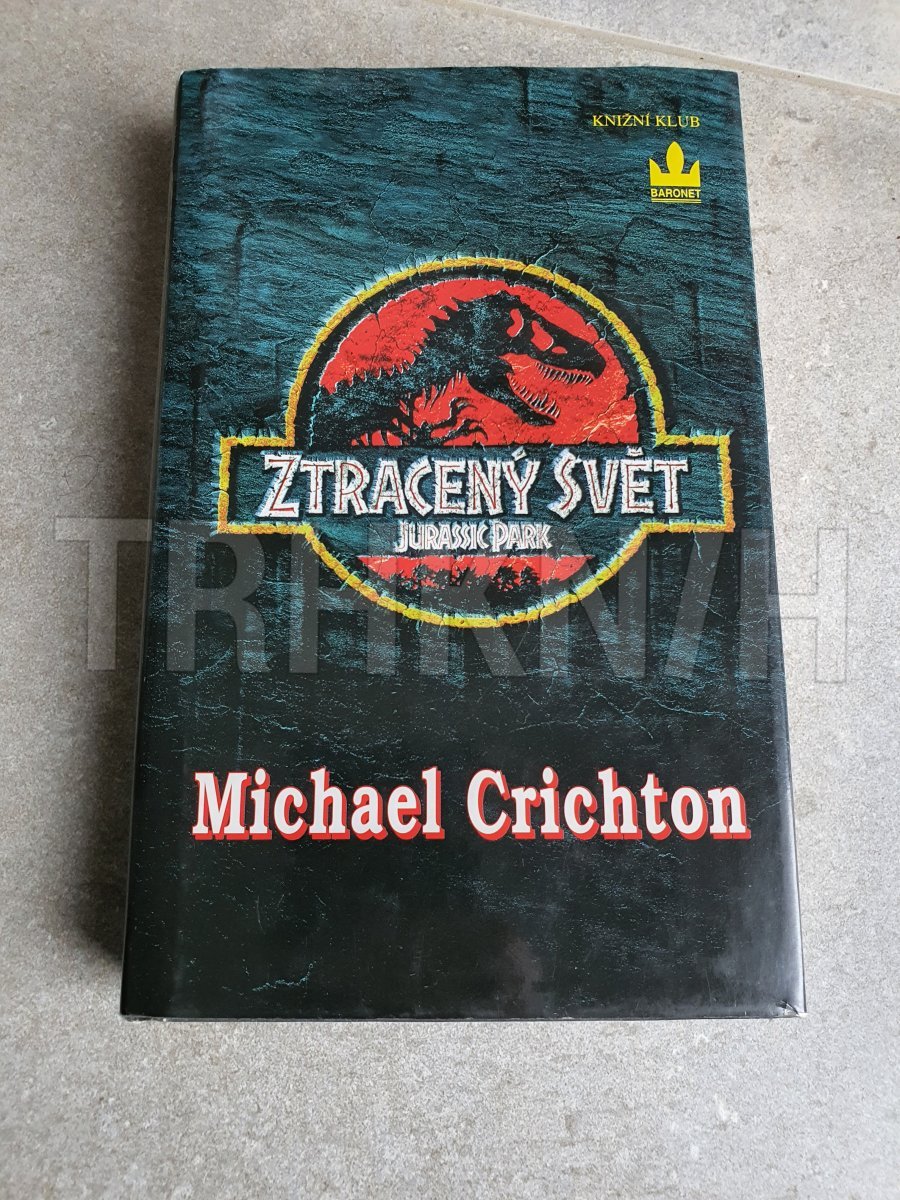 KNIŽNÍ KLUB
BARONET
ZTRACENÝ SVĚT
JURASSIC PARK
TRHKNIH
Michael Crichton